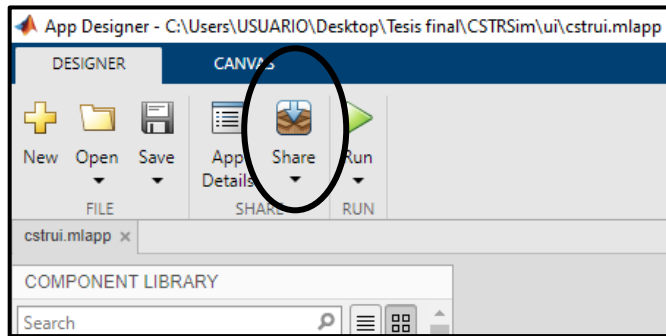 App Designer - C:\Users\USUARIO\Desktop\Tesis final\CSTRSim\ui\cstrui.mlapp
DESIGNER CANVAS
New Open Save App Details Share Run
FILE SHARE RUN
cstrui.mlapp ×
COMPONENT LIBRARY
Search